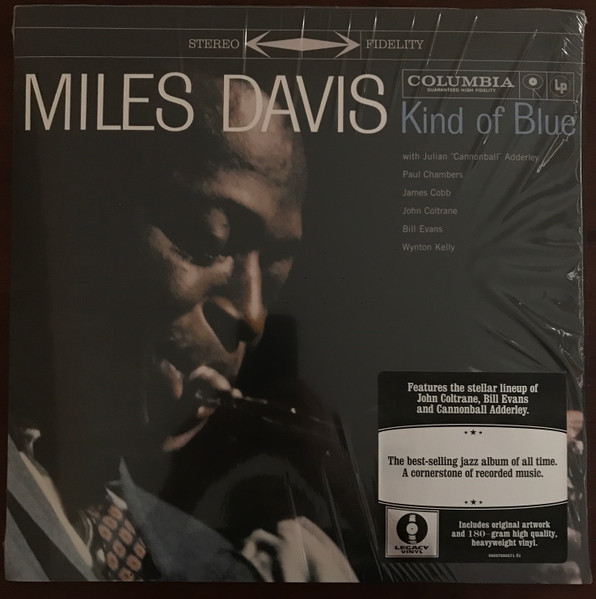 STEREO FIDELITY
MILES DAVIS
COLUMBIA
GUARANTEED HIGH FIDELITY
Lp
Kind of Blue
with Julian 'Cannonball' Adderley
Paul Chambers
James Cobb
John Coltrane
Bill Evans
Wynton Kelly
Features the stellar lineup of
John Coltrane, Bill Evans
and Cannonball Adderley.
The best-selling jazz album of all time.
A cornerstone of recorded music.
LEGACY
VINYL
Includes original artwork
and 180-gram high quality,
heavyweight vinyl.